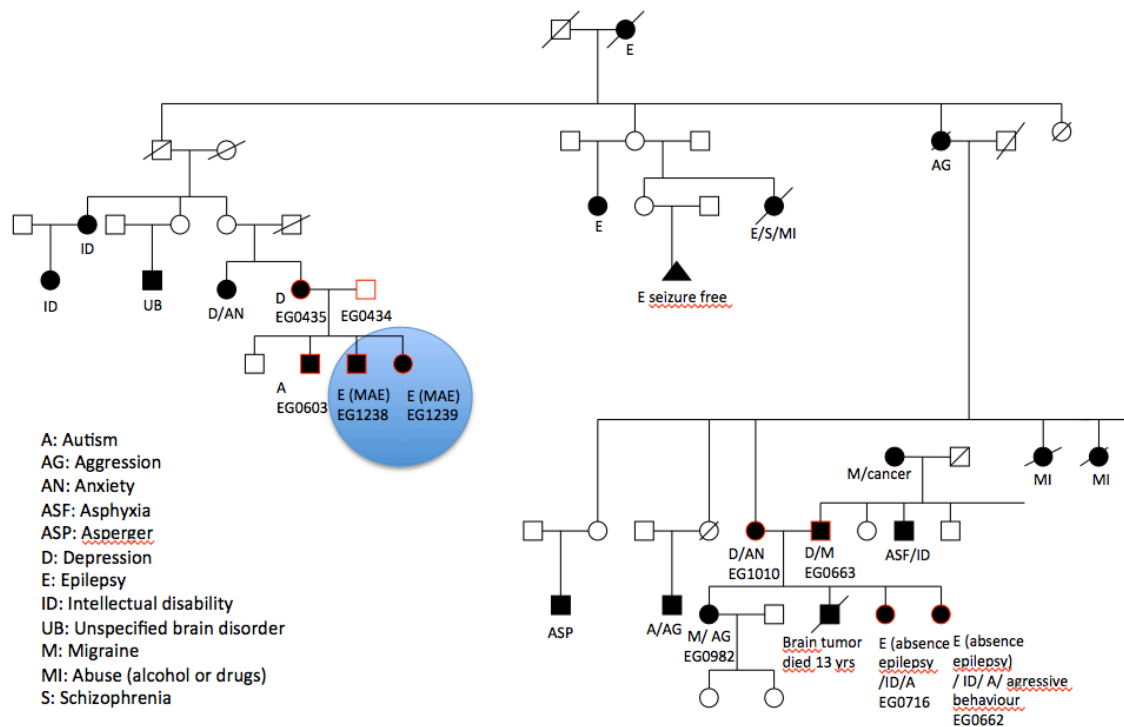 E
AG
E
E/S/MI
ID
ID
UB
D/AN
D
EG0435
EG0434
E seizure free
A
EG0603
E (MAE)
EG1238
E (MAE)
EG1239
A: Autism
AG: Aggression
AN: Anxiety
ASF: Asphyxia
ASP: Asperger
D: Depression
E: Epilepsy
ID: Intellectual disability
UB: Unspecified brain disorder
M: Migraine
MI: Abuse (alcohol or drugs)
S: Schizophrenia
M/cancer
MI
MI
D/AN
EG1010
D/M
EG0663
ASF/ID
ASP
A/AG
M/ AG
EG0982
Brain tumor
died 13 yrs
E (absence
epilepsy
/ID/A
EG0716
E (absence
epilepsy)
/ ID/ A/ agressive
behaviour
EG0662